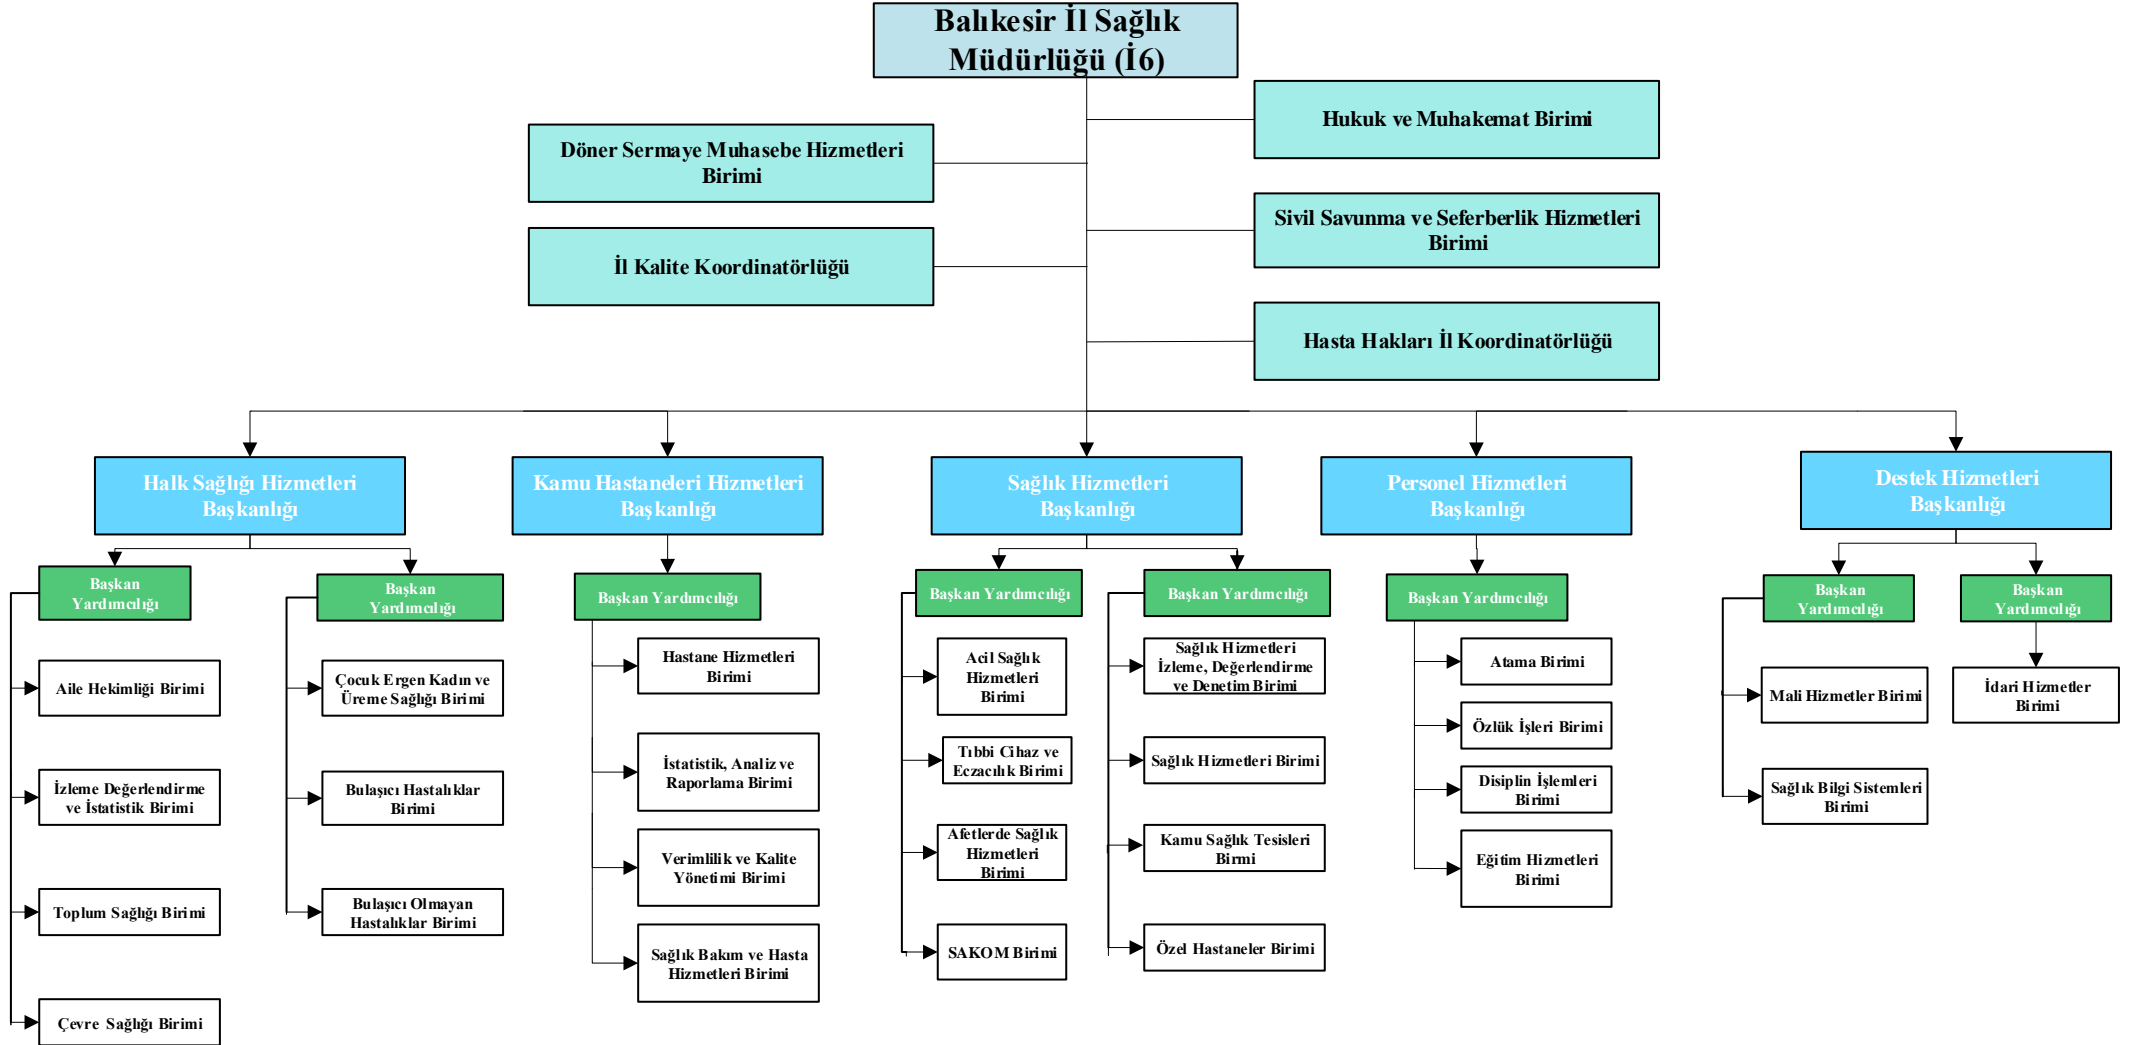 Balıkesir İl Sağlık
Müdürlüğü (İ6)
Hukuk ve Muhakemat Birimi
Döner Sermaye Muhasebe Hizmetleri
Birimi
Sivil Savunma ve Seferberlik Hizmetleri
Birimi
İl Kalite Koordinatörlüğü
Hasta Hakları İl Koordinatörlüğü
Halk Sağlığı Hizmetleri
Başkanlığı
Kamu Hastaneleri Hizmetleri
Başkanlığı
Sağlık Hizmetleri
Başkanlığı
Personel Hizmetleri
Başkanlığı
Destek Hizmetleri
Başkanlığı
Başkan
Yardımcılığı
Başkan
Yardımcılığı
Başkan Yardımcılığı
Başkan Yardımcılığı
Başkan Yardımcılığı
Başkan Yardımcılığı
Başkan
Yardımcılığı
Başkan
Yardımcılığı
Aile Hekimliği Birimi
İzleme Değerlendirme
ve İstatistik Birimi
Toplum Sağlığı Birimi
Çevre Sağlığı Birimi
Çocuk Ergen Kadın ve
Üreme Sağlığı Birimi
Bulaşıcı Hastalıklar
Birimi
Bulaşıcı Olmayan
Hastalıklar Birimi
Hastane Hizmetleri
Birimi
İstatistik, Analiz ve
Raporlama Birimi
Verimlilik ve Kalite
Yönetimi Birimi
Sağlık Bakım ve Hasta
Hizmetleri Birimi
Acil Sağlık
Hizmetleri
Birimi
Tıbbi Cihaz ve
Eczacılık Birimi
Afetlerde Sağlık
Hizmetleri
Birimi
SAKOM Birimi
Sağlık Hizmetleri
İzleme, Değerlendirme
ve Denetim Birimi
Sağlık Hizmetleri Birimi
Kamu Sağlık Tesisleri
Birmi
Özel Hastaneler Birimi
Atama Birimi
Özlük İşleri Birimi
Disiplin İşlemleri
Birimi
Eğitim Hizmetleri
Birimi
Mali Hizmetler Birimi
Sağlık Bilgi Sistemleri
Birimi
İdari Hizmetler
Birimi